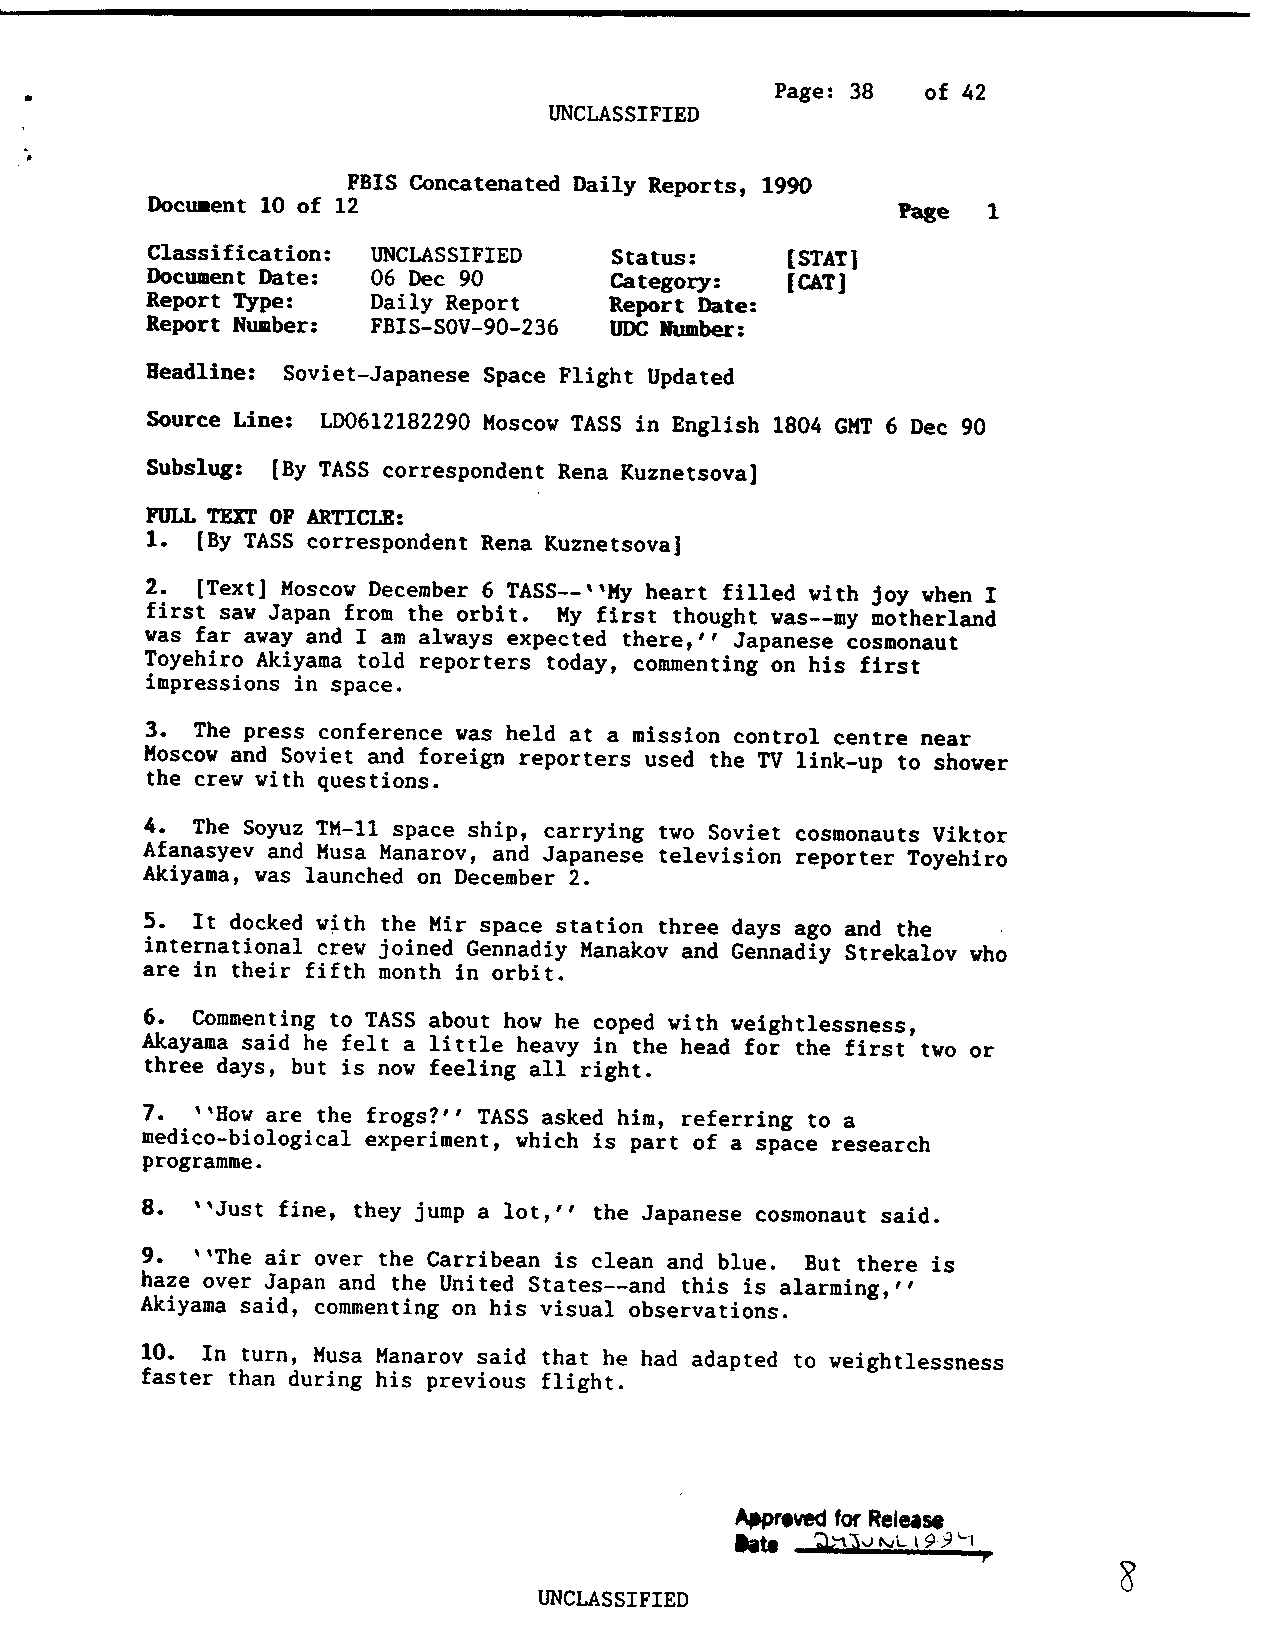 Page: 38 of 42
UNCLASSIFIED
FBIS Concatenated Daily Reports, 1990
Document 10 of 12 Page 1
Classification: UNCLASSIFIED Status: [STAT]
Document Date: 06 Dec 90 Category: [CAT]
Report Type: Daily Report Report Date:
Report Number: FBIS-SOV-90-236 UDC Number:
Headline: Soviet-Japanese Space Flight Updated
Source Line: LD0612182290 Moscow TASS in English 1804 GMT 6 Dec 90
Subslug: [By TASS correspondent Rena Kuznetsova]
FULL TEXT OF ARTICLE:
1. [By TASS correspondent Rena Kuznetsova]
2. [Text] Moscow December 6 TASS--''My heart filled with joy when I
first saw Japan from the orbit. My first thought was--my motherland
was far away and I am always expected there,'' Japanese cosmonaut
Toyehiro Akiyama told reporters today, commenting on his first
impressions in space.
3. The press conference was held at a mission control centre near
Moscow and Soviet and foreign reporters used the TV link-up to shower
the crew with questions.
4. The Soyuz TM-11 space ship, carrying two Soviet cosmonauts Viktor
Afanasyev and Musa Manarov, and Japanese television reporter Toyehiro
Akiyama, was launched on December 2.
5. It docked with the Mir space station three days ago and the
international crew joined Gennadiy Manakov and Gennadiy Strekalov who
are in their fifth month in orbit.
6. Commenting to TASS about how he coped with weightlessness,
Akayama said he felt a little heavy in the head for the first two or
three days, but is now feeling all right.
7. ''How are the frogs?'' TASS asked him, referring to a
medico-biological experiment, which is part of a space research
programme.
8. ''Just fine, they jump a lot,'' the Japanese cosmonaut said.
9. ''The air over the Carribean is clean and blue. But there is
haze over Japan and the United States--and this is alarming,''
Akiyama said, commenting on his visual observations.
10. In turn, Musa Manarov said that he had adapted to weightlessness
faster than during his previous flight.
Approved for Release
Date
8
UNCLASSIFIED